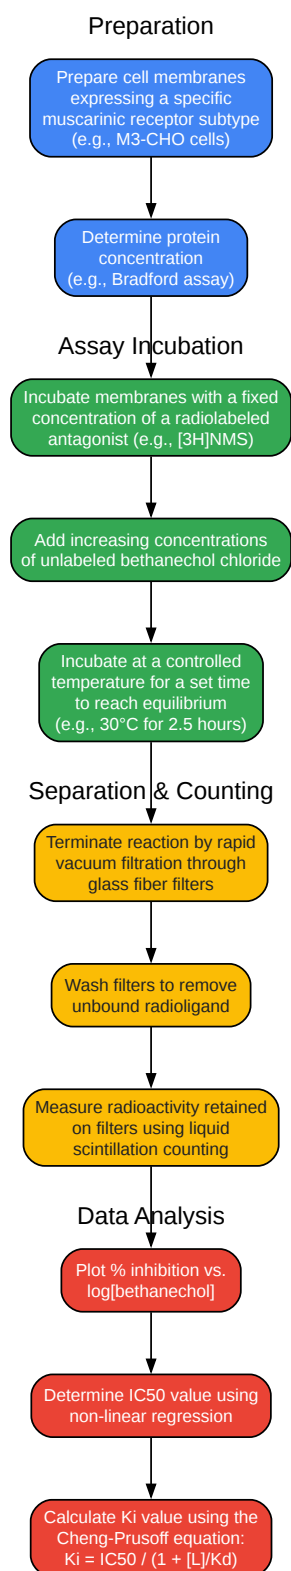 Preparation
Prepare cell membranes
expressing a specific
muscarinic receptor subtype
(e.g., M3-CHO cells)
Determine protein
concentration
(e.g., Bradford assay)
Assay Incubation
Incubate membranes with a fixed
concentration of a radiolabeled
antagonist (e.g., [3H]NMS)
Add increasing concentrations
of unlabeled bethanechol chloride
Incubate at a controlled
temperature for a set time
to reach equilibrium
(e.g., 30°C for 2.5 hours)
Separation & Counting
Terminate reaction by rapid
vacuum filtration through
glass fiber filters
Wash filters to remove
unbound radioligand
Measure radioactivity retained
on filters using liquid
scintillation counting
Data Analysis
Plot % inhibition vs.
log[bethanechol]
Determine IC50 value using
non-linear regression
Calculate Ki value using the
Cheng-Prusoff equation:
Ki = IC50 / (1 + [L]/Kd)